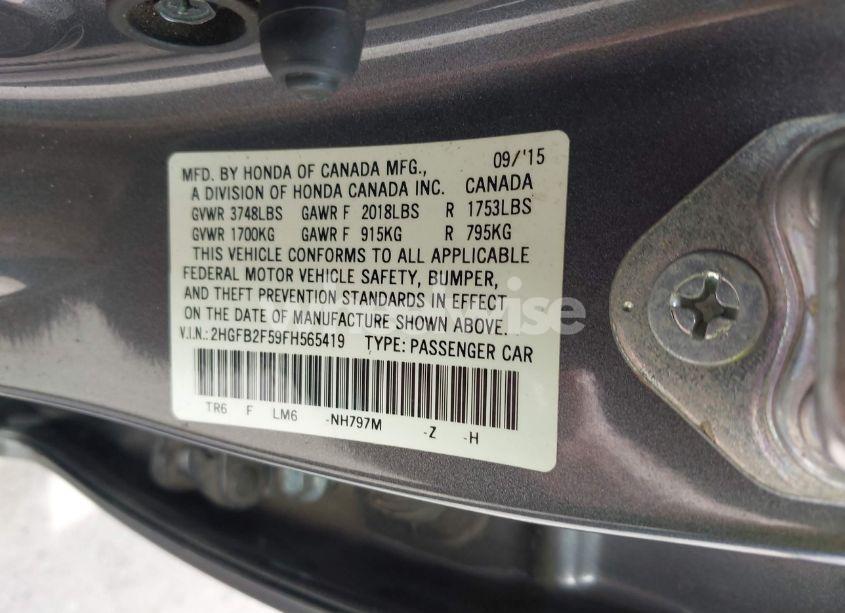 MFD. BY HONDA OF CANADA MFG., 09/'15
A DIVISION OF HONDA CANADA INC. CANADA
GVWR 3748LBS GAWR F 2018LBS R 1753LBS
GVWR 1700KG GAWR F 915KG R 795KG
THIS VEHICLE CONFORMS TO ALL APPLICABLE
FEDERAL MOTOR VEHICLE SAFETY, BUMPER,
AND THEFT PREVENTION STANDARDS IN EFFECT
ON THE DATE OF MANUFACTURE SHOWN ABOVE.
V.I.N.:2HGFB2F59FH565419 TYPE: PASSENGER CAR
TR6 F LM6 -NH797M -Z -H